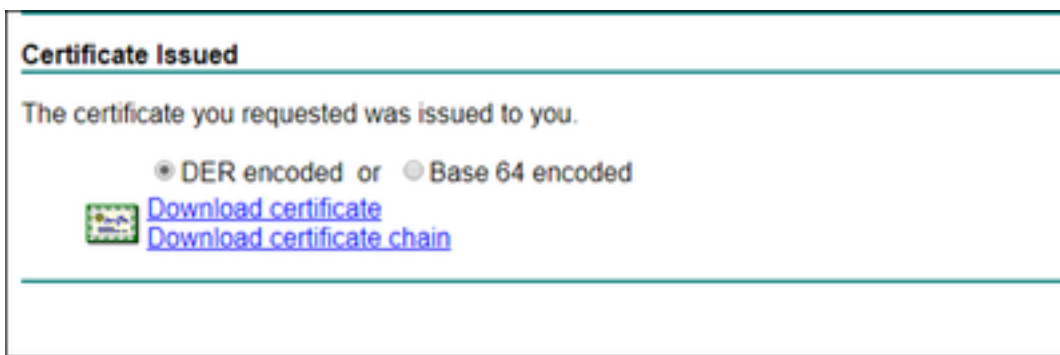 Certificate Issued
The certificate you requested was issued to you.
DER encoded or Base 64 encoded
Download certificate
Download certificate chain